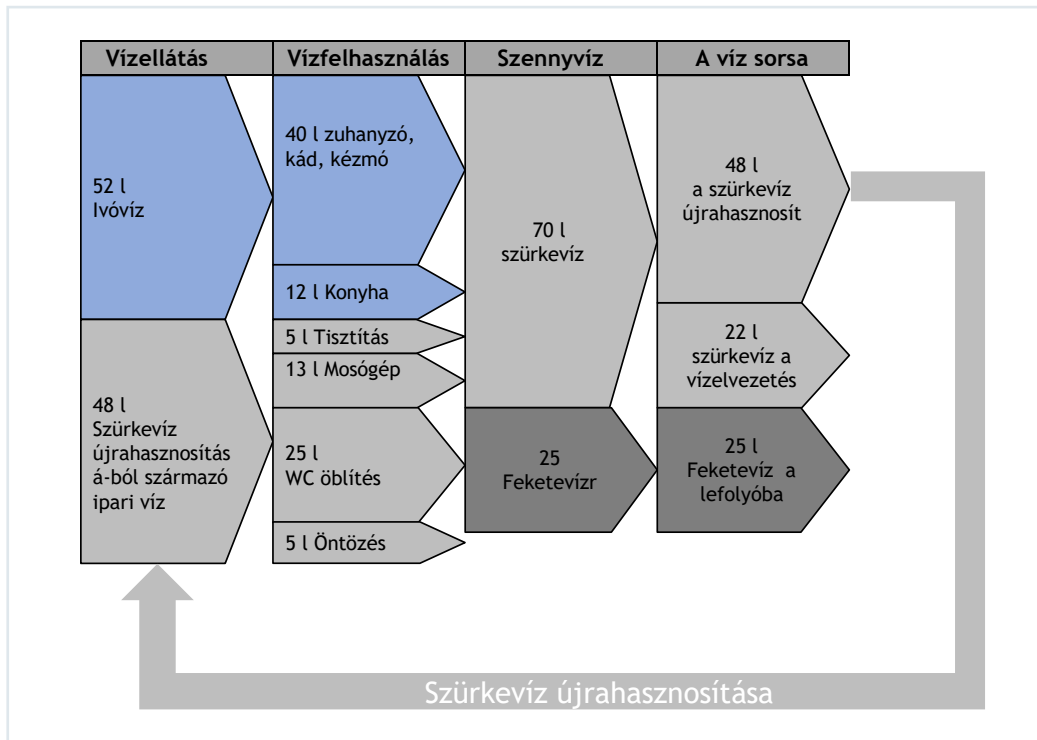 Vízellátás
Vízfelhasználás
Szennyvíz
A víz sorsa
52 l
Ivóvíz
48 l
Szürkevíz
újrahasznosítás
á-ból származó
ipari víz
40 l zuhanyzó,
kád, kézmó
12 l Konyha
5 l Tisztítás
13 l Mosógép
25 l
WC öblítés
5 l Öntözés
70 l
szürkevíz
25
Feketevízr
48 l
a szürkevíz
újrahasznosít
22 l
szürkevíz a
vízelvezetés
25 l
Feketevíz a
lefolyóba
Szürkevíz újrahasznosítása